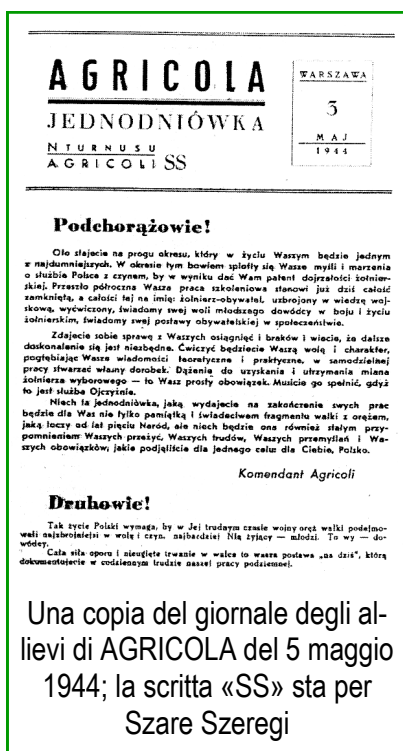 AGRICOLA
JEDNODNIÓWKA
NTURNUSU
AGRICOLI SS
WARSZAWA
3
MAJ
1944
Podchorążowie!
Oto stajecie na progu okresu, który w życiu Waszym będzie jednym
z najdumniejszych. W okresie tym bowiem splotły się Wasze myśli i marzenia
o służbie Polsce z czynem, by w wyniku dać Wam patent dojrzałości żołnier-
skiej. Przeszło półroczna Wasza praca szkoleniowa stanowi już dziś całość
zamkniętą, a całości tej na imię: żołnierz-obywatel, uzbrojony w wiedzę woj-
skową, wyćwiczony, świadomy swej woli młodszego dowódcy w boju i życiu
żołnierskim, świadomy swej postawy obywatelskiej w społeczeństwie.
Zdajecie sobie sprawę z Waszych osiągnięć i braków i wiecie, że dalsze
doskonalenie się jest niezbędne. Ćwiczyć będziecie Waszą wolę i charakter,
pogłębiając Wasze wiadomości teoretyczne i praktyczne, w samodzielnej
pracy stwarzać własny dorobek. Dążenie do uzyskania i utrzymania miana
żołnierza wyborowego — to Wasz prosty obowiązek. Musicie go spełnić, gdyż
to jest służba Ojczyźnie.
Niech ta jednodniówka, jaką wydajecie na zakończenie swych prac
będzie dla Was nie tylko pamiątką i świadectwem fragmentu walki z orężem,
jaką toczy od lat pięciu Naród, ale niech będzie ona również stałym przy-
pomnieniem Waszych przeżyć, Waszych trudów, Waszych przemyśleń i Wa-
szych obowiązków, jakie podjęliście dla jednego celu: dla Ciebie, Polsko.
Komendant Agricoli
Druhowie!
Tak życie Polski wymaga, by w Jej trudnym czasie wojny oręż walki podejmo-
wali najzbrojniejsi w wolę i czyn, najbardziej Nią żyjący — młodzi. To wy — do-
wódcy.
Cała siła oporu i nieugięte trwanie w walce to wasza postawa „na dziś", którą
dokumentujecie w codziennym trudzie naszej pracy podziemnej.
Una copia del giornale degli al-
lievi di AGRICOLA del 5 maggio
1944; la scritta «SS» sta per
Szare Szeregi